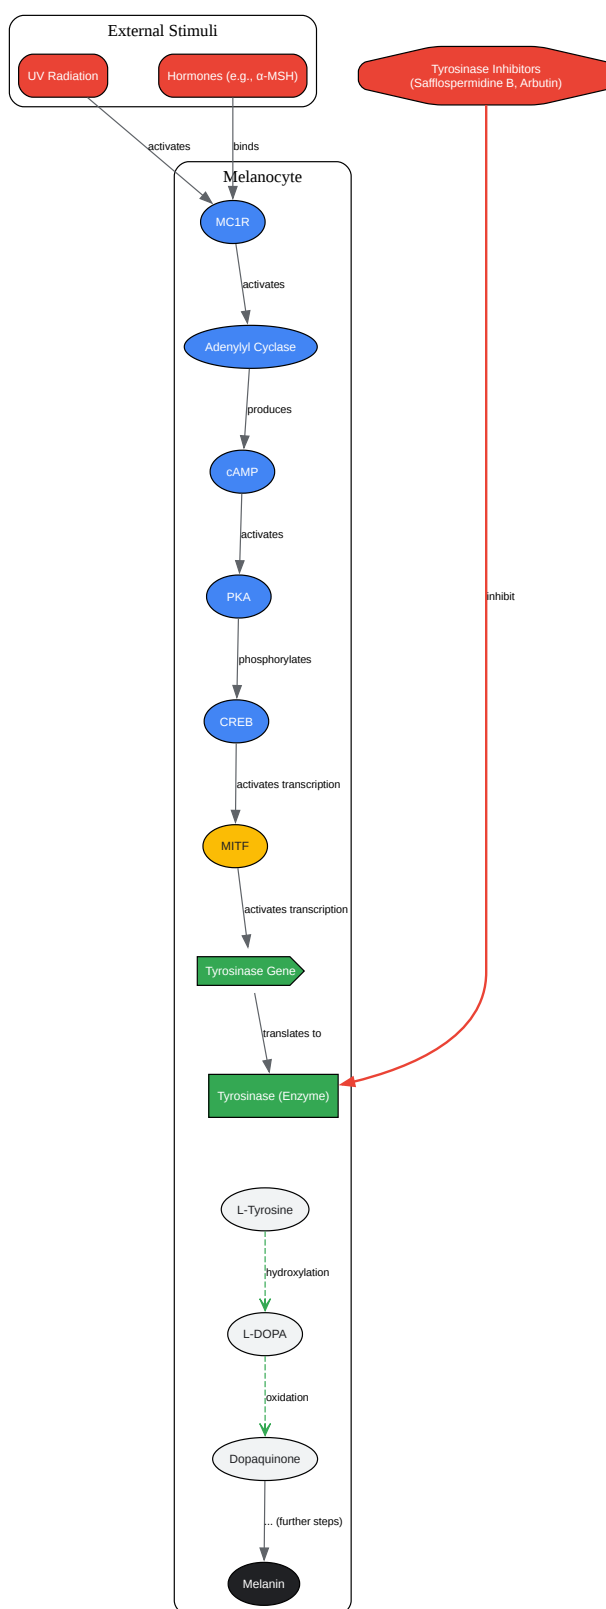 External Stimuli
UV Radiation
Hormones (e.g., α-MSH)
Tyrosinase Inhibitors
(Safflospermidine B, Arbutin)
activates
binds
Melanocyte
MC1R
activates
Adenylyl Cyclase
produces
cAMP
activates
PKA
inhibit
phosphorylates
CREB
activates transcription
MITF
activates transcription
Tyrosinase Gene
translates to
Tyrosinase (Enzyme)
L-Tyrosine
hydroxylation
L-DOPA
oxidation
Dopaquinone
... (further steps)
Melanin